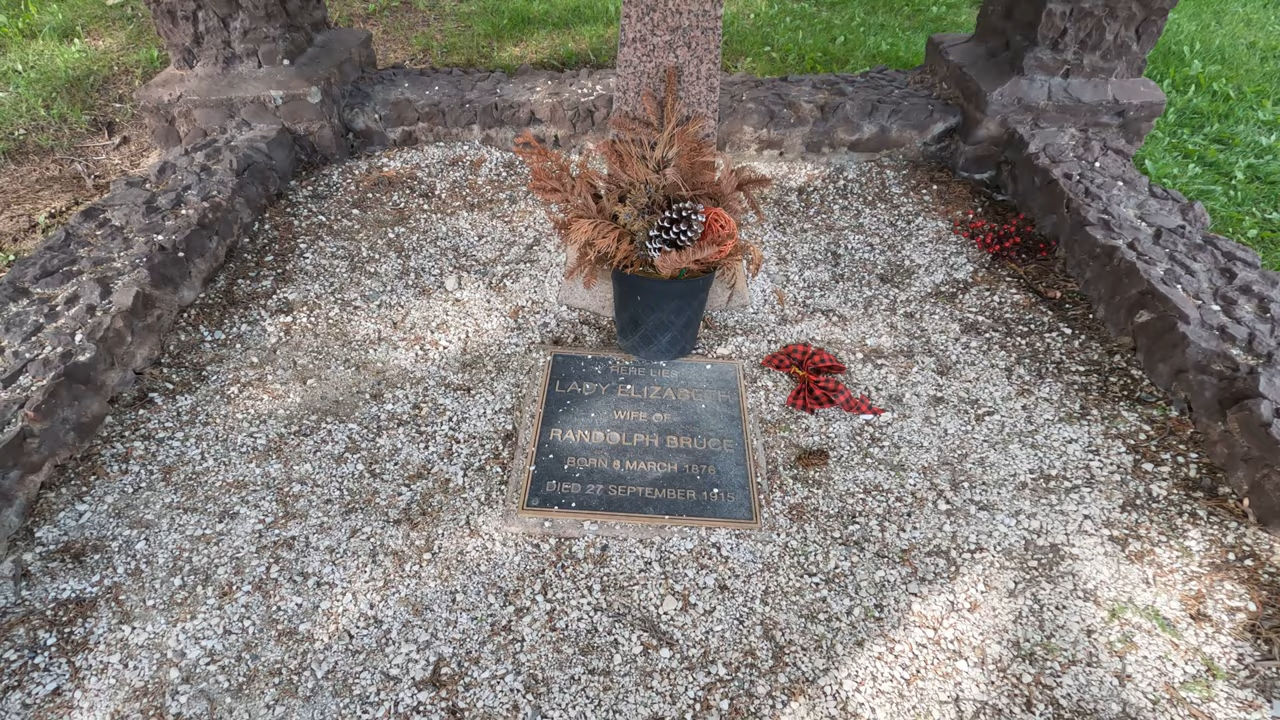 HERE LIES
LADY ELIZABETH
WIFE OF
RANDOLPH BRUCE
BORN 8 MARCH 1876
DIED 27 SEPTEMBER 1915